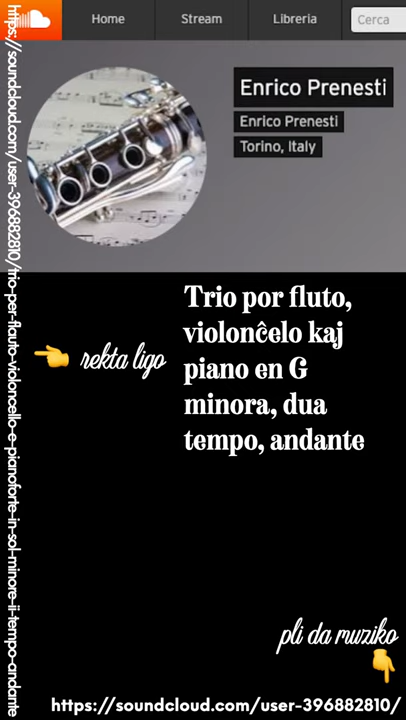 Home Stream Libreria Cerca
Enrico Prenesti
Enrico Prenesti
Torino, Italy
https://soundcloud.com/user-396882810/trio-per-flauto-violoncello-e-pianoforte-in-sol-minore-ii-tempo-andante
👈 rekta ligo
Trio por fluto,
violonĉelo kaj
piano en G
minora, dua
tempo, andante
pli da muziko
👇
https://soundcloud.com/user-396882810/